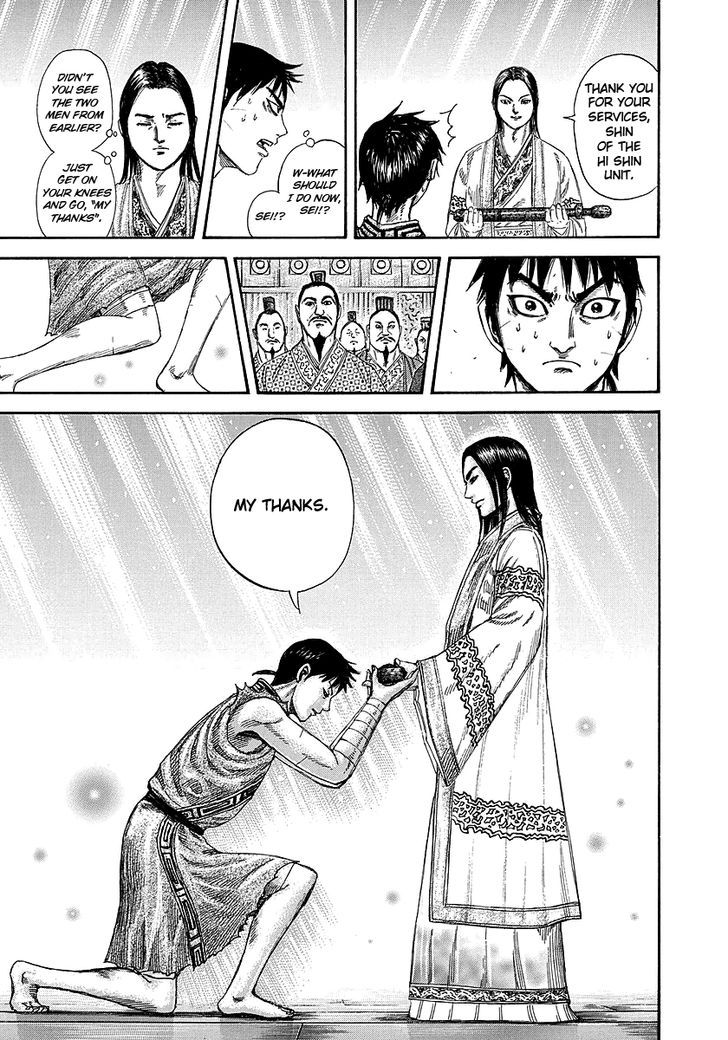 THANK YOU
FOR YOUR
SERVICES,
SHIN
OF THE
HI SHIN
UNIT.
W-WHAT
SHOULD
I DO NOW,
SEI!?
SEI!?
DIDN'T
YOU SEE
THE TWO
MEN FROM
EARLIER?
JUST
GET ON
YOUR KNEES
AND GO, "MY
THANKS".
MY THANKS.